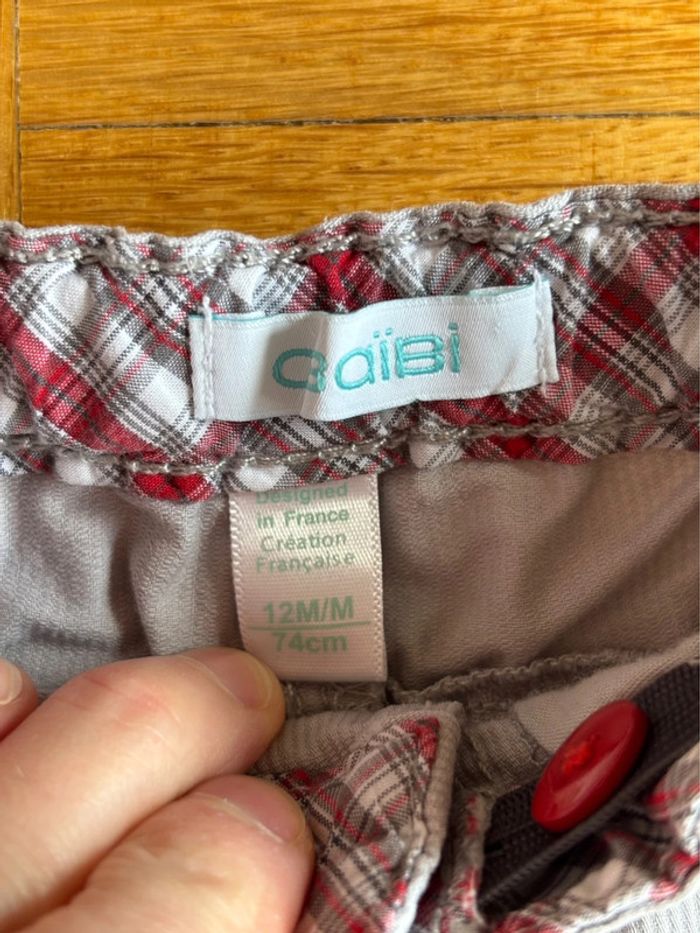 GaïBi
Designed
in France
Création
Française
12M/M
74cm